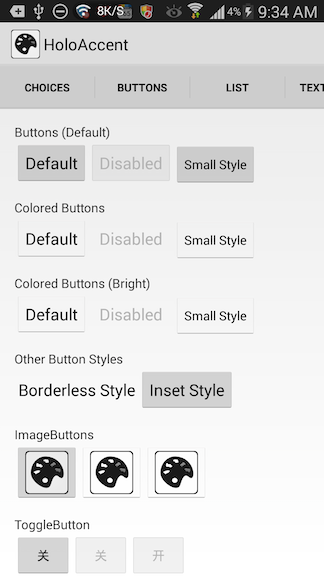 8K/S 4% 9:34 AM
HoloAccent
CHOICES BUTTONS LIST TEXT
Buttons (Default)
Default Disabled Small Style
Colored Buttons
Default Disabled Small Style
Colored Buttons (Bright)
Default Disabled Small Style
Other Button Styles
Borderless Style Inset Style
ImageButtons
ToggleButton
关 关 开